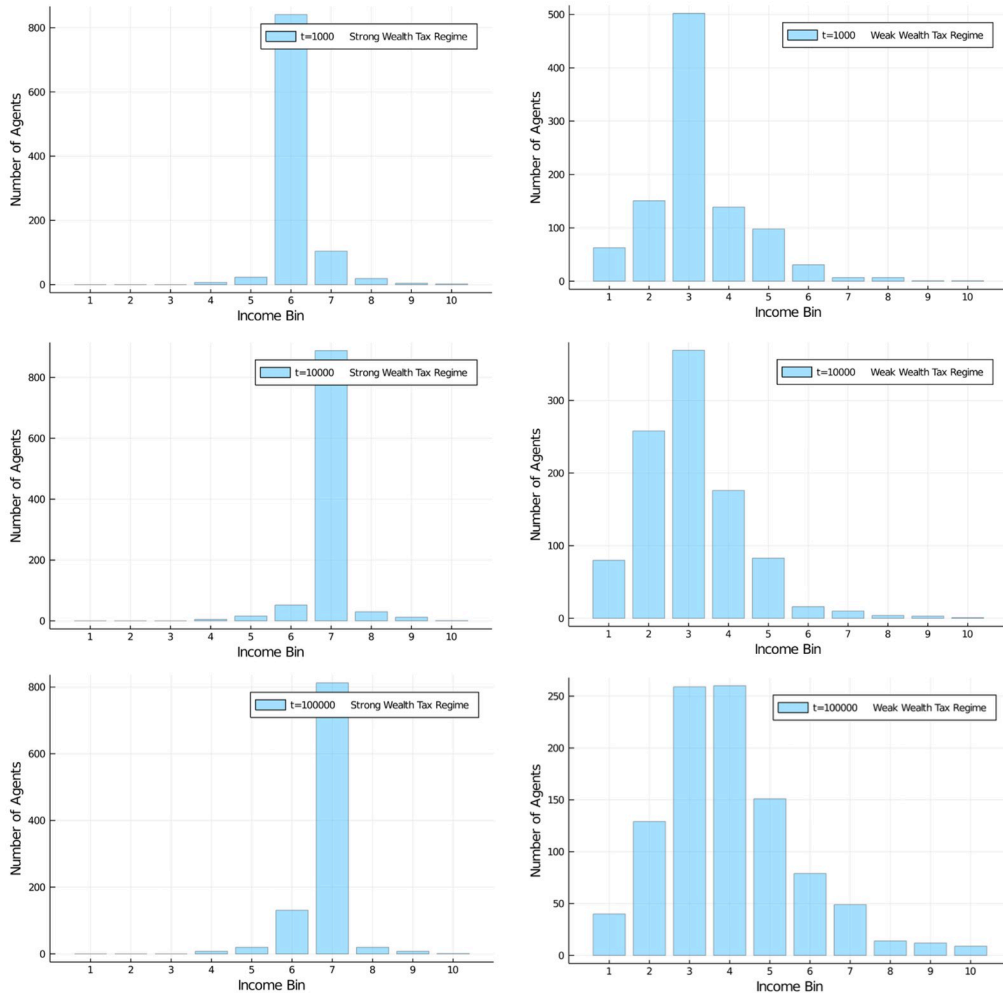 t=1000 Strong Wealth Tax Regime
Number of Agents
800
600
400
200
0
1 2 3 4 5 6 7 8 9 10
Income Bin
t=1000 Weak Wealth Tax Regime
Number of Agents
500
400
300
200
100
0
1 2 3 4 5 6 7 8 9 10
Income Bin
t=10000 Strong Wealth Tax Regime
Number of Agents
800
600
400
200
0
1 2 3 4 5 6 7 8 9 10
Income Bin
t=10000 Weak Wealth Tax Regime
Number of Agents
300
200
100
0
1 2 3 4 5 6 7 8 9 10
Income Bin
t=100000 Strong Wealth Tax Regime
Number of Agents
800
600
400
200
0
1 2 3 4 5 6 7 8 9 10
Income Bin
t=100000 Weak Wealth Tax Regime
Number of Agents
250
200
150
100
50
0
1 2 3 4 5 6 7 8 9 10
Income Bin